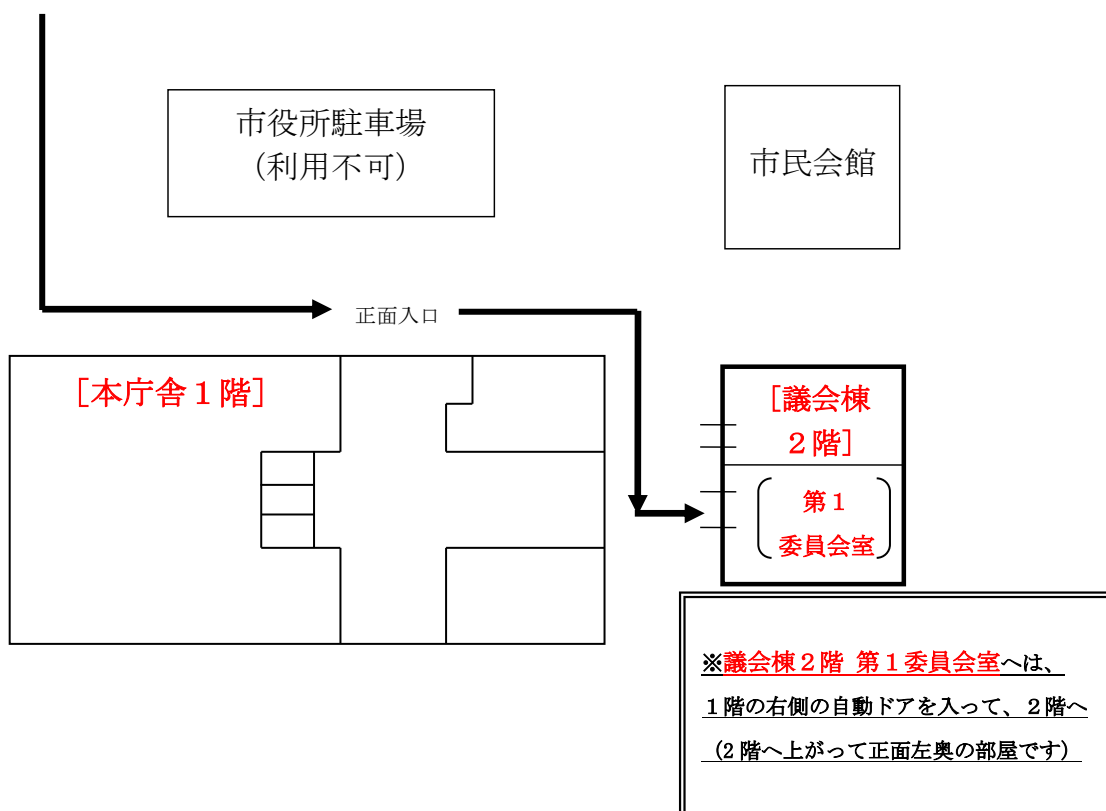 市役所駐車場
（利用不可）
市民会館
正面入口
［本庁舎１階］
［議会棟
２階］
第１
委員会室
※議会棟２階 第１委員会室へは、
１階の右側の自動ドアを入って、２階へ
（2 階へ上がって正面左奥の部屋です）